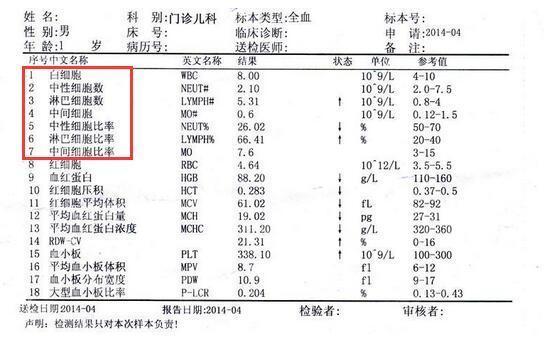 姓 名: 科 别:门诊儿科 标本类型:全血 标本号:
性 别:男 床 号: 临床诊断: 申 请:2014-04
年 龄:1 岁 病历号: 送检医师: 备 注:
序号 中文名称 英文名称 结果 状态 单位 参考值
1 白细胞 WBC 8.00 10^9/L 4-10
2 中性细胞数 NEUT# 2.10 10^9/L 2.0-7.5
3 淋巴细胞数 LYMPH# 5.31 ↑ 10^9/L 0.8-4
4 中间细胞 MO# 0.6 10^9/L 0.12-1.5
5 中性细胞比率 NEUT% 26.02 ↓ % 50-70
6 淋巴细胞比率 LYMPH% 66.41 ↑ % 20-40
7 中间细胞比率 MO 7.6 3-15
8 红细胞 RBC 4.64 10^12/L 3.5-5.5
9 血红蛋白 HGB 88.20 ↓ g/L 110-160
10 红细胞压积 HCT 0.283 ↓ 0.37-0.5
11 红细胞平均体积 MCV 61.02 ↓ fL 82-92
12 平均血红蛋白量 MCH 19.02 ↓ pg 27-31
13 平均血红蛋白浓度 MCHC 311.20 ↓ g/L 320-360
14 RDW-CV 21.31 ↑ % 0-16
15 血小板 PLT 338.10 ↑ 10^9/L 100-300
16 平均血小板体积 MPV 8.7 fl 6-12
17 血小板分布宽度 PDW 10.9 fl 9-17
18 大型血小板比率 P-LCR 0.204 % 0.13-0.43
送检日期2014-04 报告日期2014-04 检验者: 审核者:
声明: 检测结果只对本次样本负责!